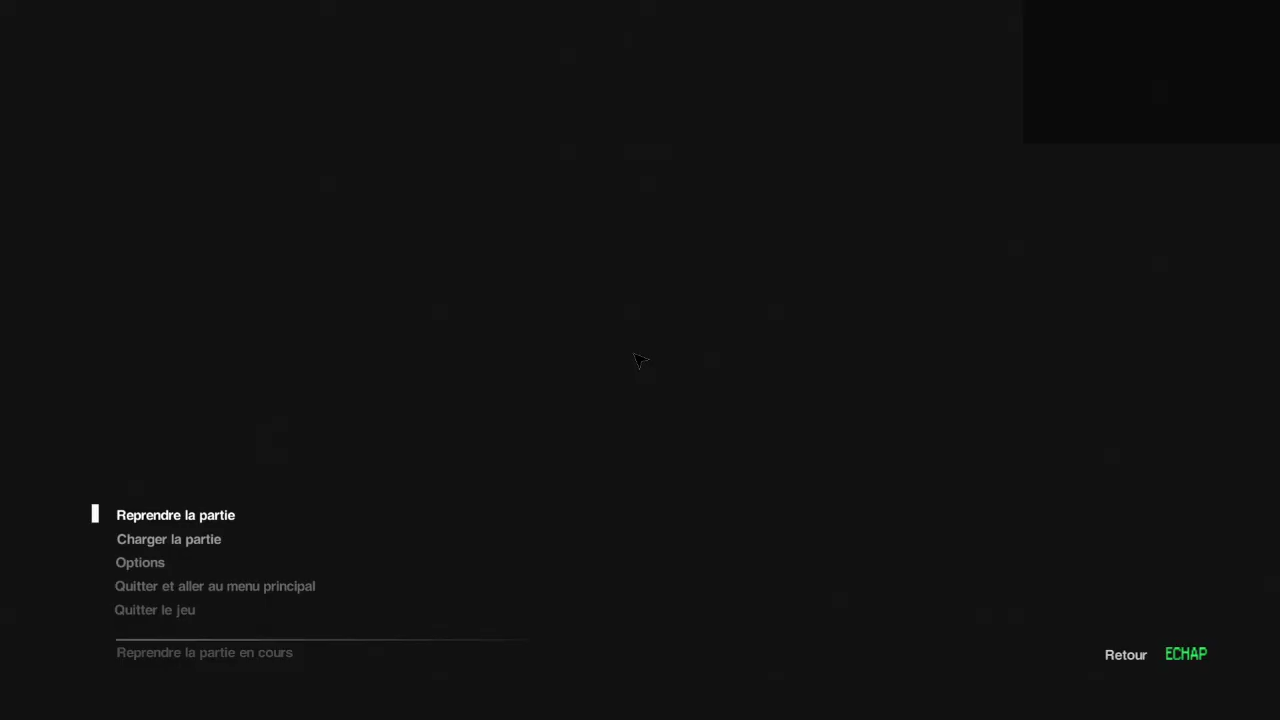 Reprendre la partie
Charger la partie
Options
Quitter et aller au menu principal
Quitter le jeu
Reprendre la partie en cours
Retour ECHAP